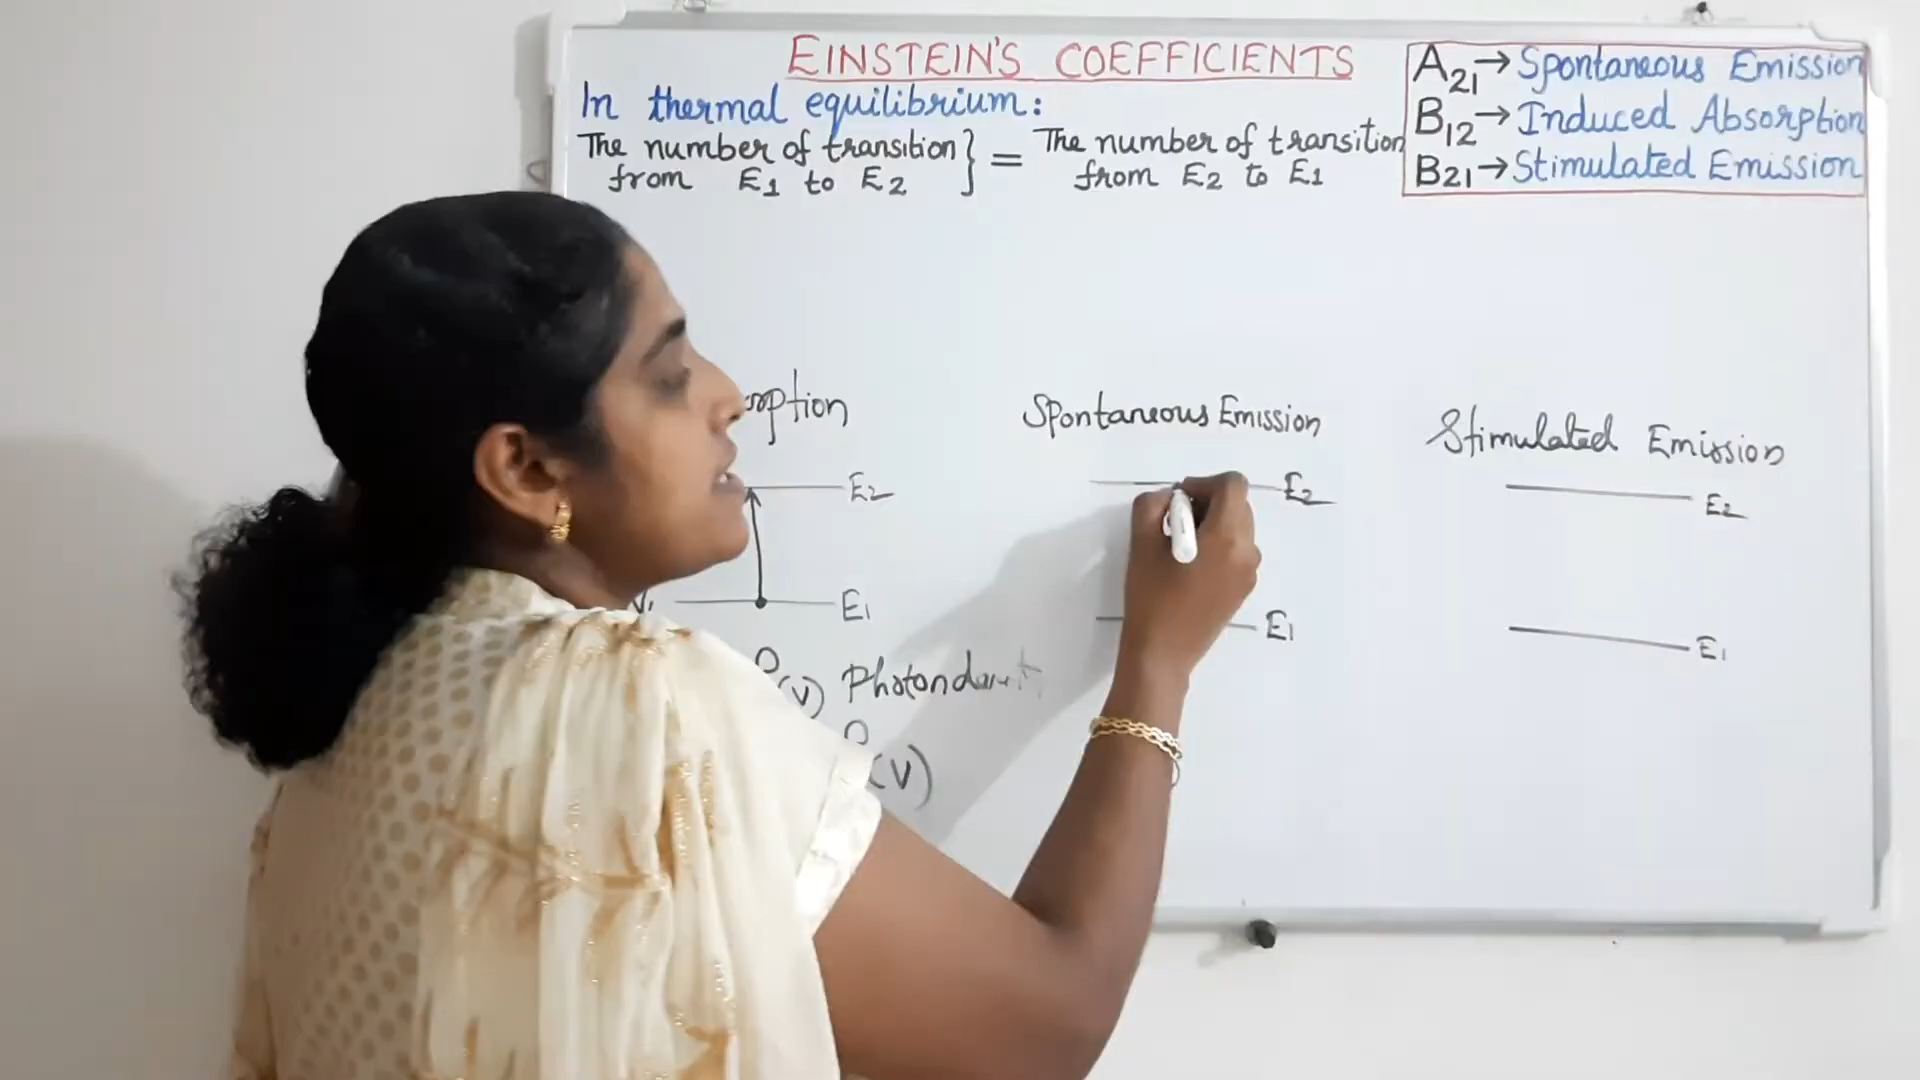 EINSTEIN'S COEFFICIENTS
In thermal equilibrium:
The number of transition
from E1 to E2
} =
The number of transition
from E2 to E1
A21→Spontaneous Emission
B12→Induced Absorption
B21→Stimulated Emission
E2
E1
(ν) Photon
(ν)
Spontaneous Emission
E2
E1
Stimulated Emission
E2
E1